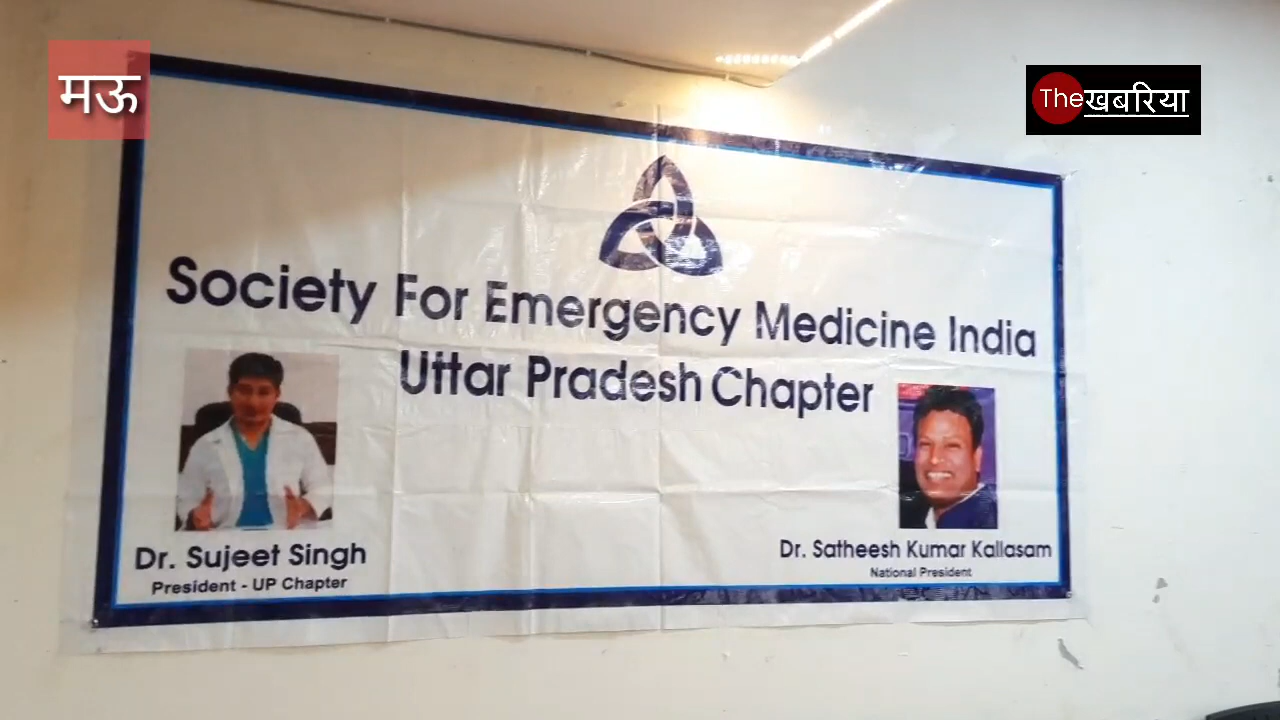 मऊ
Theखबरिया
Society For Emergency Medicine India
Uttar Pradesh Chapter
Dr. Sujeet Singh
President - UP Chapter
Dr. Satheesh Kumar Kallasam
National President